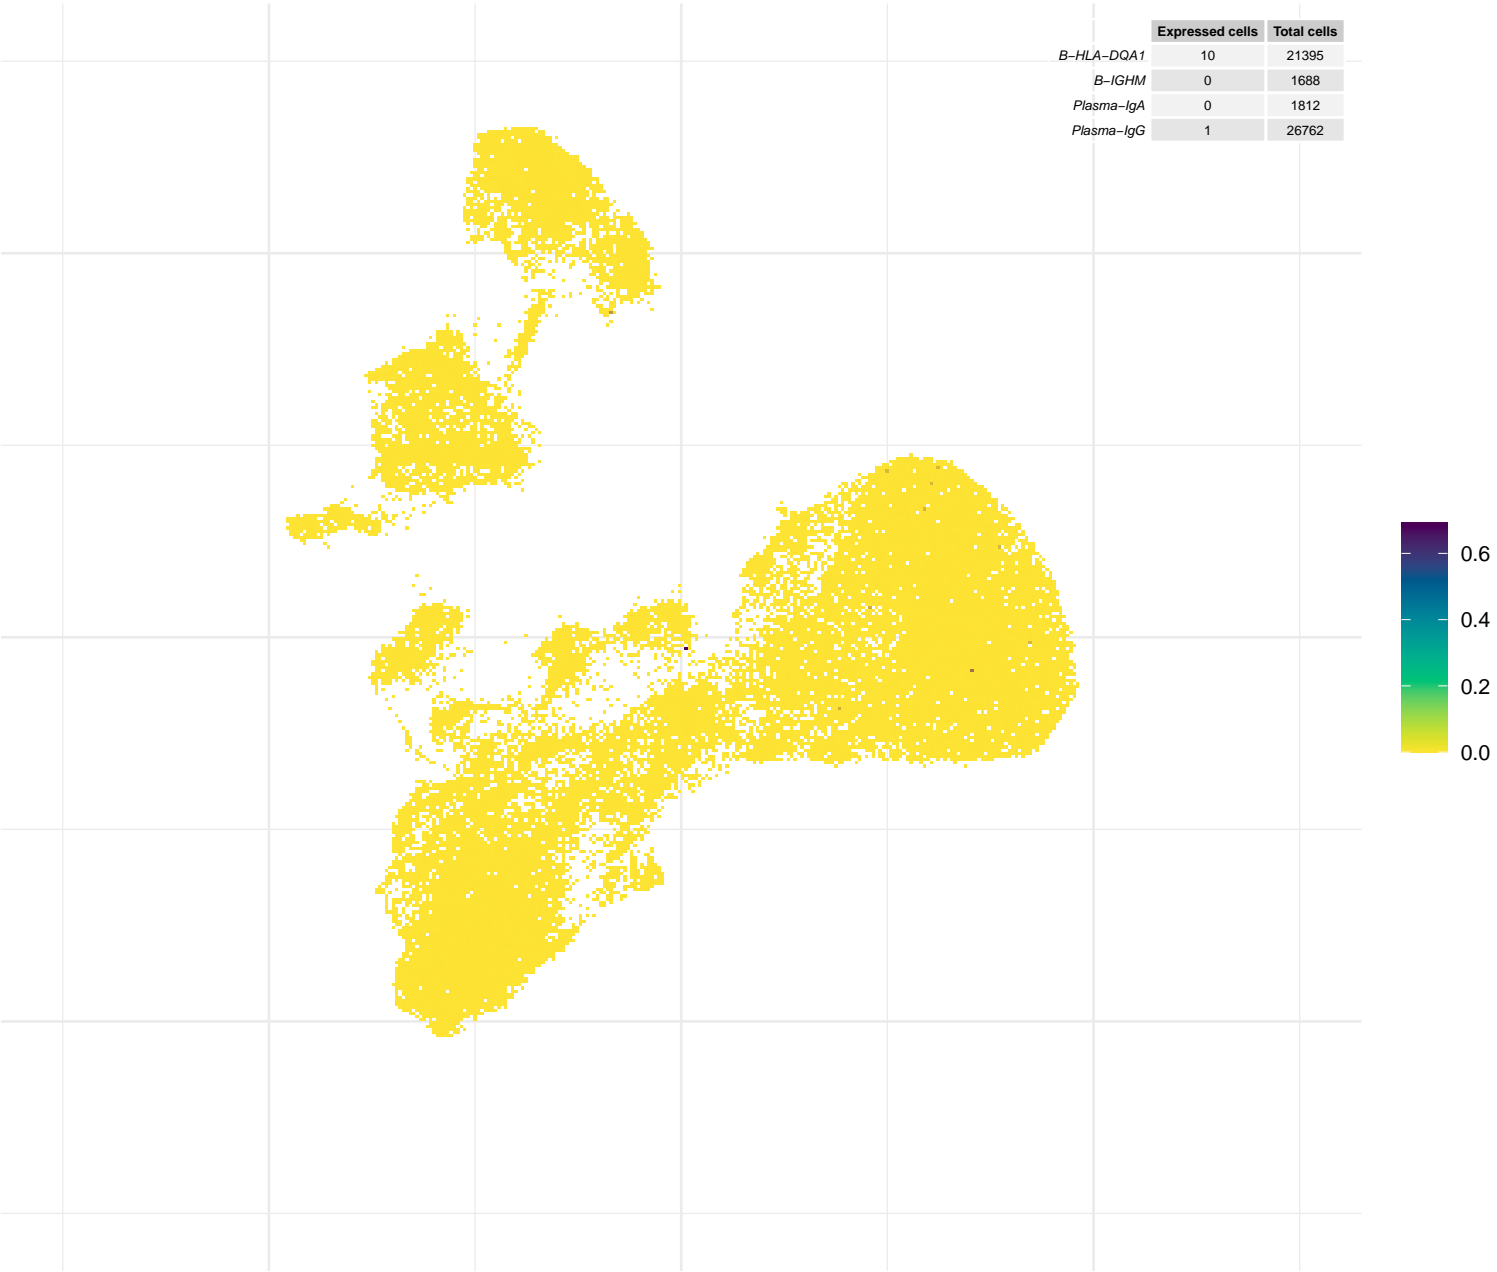 Expressed cells Total cells
B−HLA−DQA1 10 21395
B−IGHM 0 1688
Plasma−IgA 0 1812
Plasma−IgG 1 26762
0.6
0.4
0.2
0.0